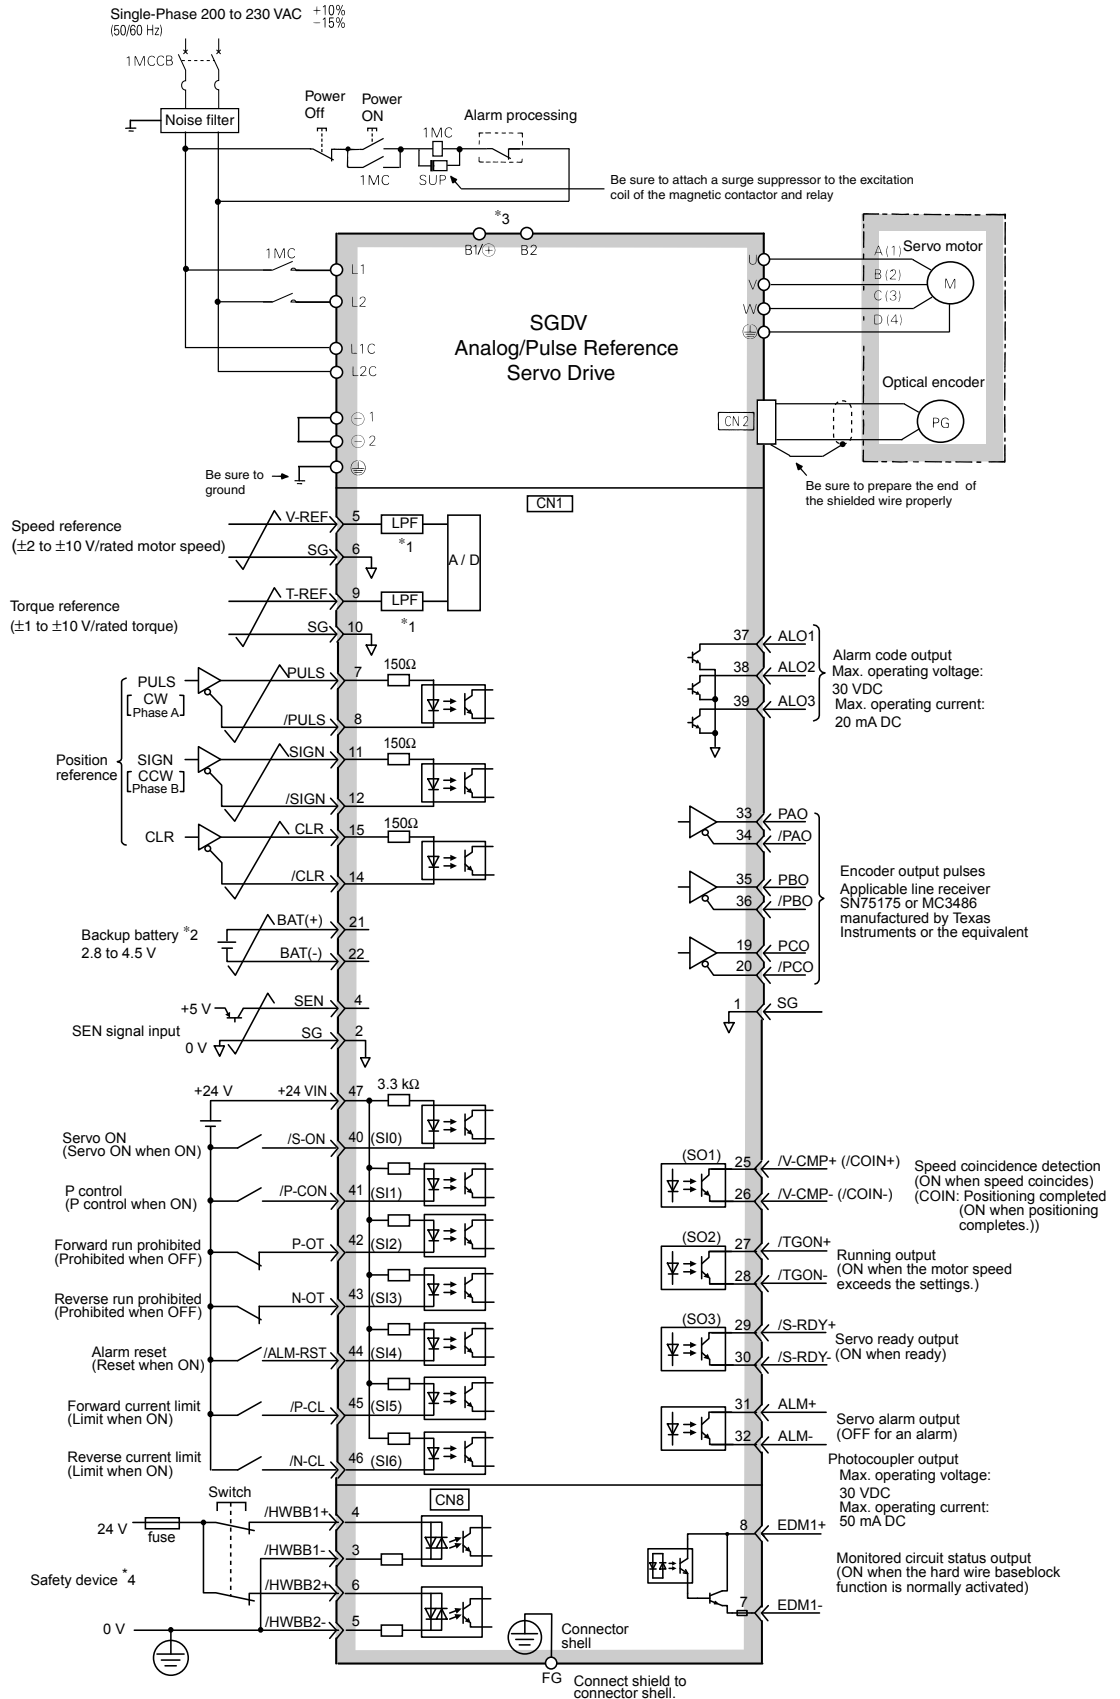 Single-Phase 200 to 230 VAC +10% −15%
(50/60 Hz)
1MCCB
Noise filter
Power Off
Power ON
Alarm processing
1MC
1MC
SUP
Be sure to attach a surge suppressor to the excitation
coil of the magnetic contactor and relay
*3
B1/⊕ B2
1MC
L1
L2
L1C
L2C
⊖ 1
⊖ 2
Be sure to
ground
SGDV
Analog/Pulse Reference
Servo Drive
U
V
W
A (1)
B (2)
C (3)
D (4)
Servo motor
M
Optical encoder
PG
CN2
Be sure to prepare the end of
the shielded wire properly
CN1
Speed reference
(±2 to ±10 V/rated motor speed)
V-REF 5 LPF
*1
SG 6
A / D
Torque reference
(±1 to ±10 V/rated torque)
T-REF 9 LPF
*1
SG 10
Position
reference
PULS
CW
Phase A
PULS 7 150Ω
/PULS 8
SIGN
CCW
Phase B
SIGN 11 150Ω
/SIGN 12
CLR
CLR 15 150Ω
/CLR 14
Backup battery *2
2.8 to 4.5 V
BAT(+) 21
BAT(-) 22
SEN signal input
+5 V
0 V
SEN 4
SG 2
37 ALO1
38 ALO2
39 ALO3
Alarm code output
Max. operating voltage:
30 VDC
Max. operating current:
20 mA DC
33 PAO
34 /PAO
35 PBO
36 /PBO
19 PCO
20 /PCO
Encoder output pulses
Applicable line receiver
SN75175 or MC3486
manufactured by Texas
Instruments or the equivalent
1 SG
+24 V
+24 VIN 47 3.3 kΩ
Servo ON
(Servo ON when ON)
/S-ON 40 (SI0)
P control
(P control when ON)
/P-CON 41 (SI1)
Forward run prohibited
(Prohibited when OFF)
P-OT 42 (SI2)
Reverse run prohibited
(Prohibited when OFF)
N-OT 43 (SI3)
Alarm reset
(Reset when ON)
/ALM-RST 44 (SI4)
Forward current limit
(Limit when ON)
/P-CL 45 (SI5)
Reverse current limit
(Limit when ON)
/N-CL 46 (SI6)
(SO1)
25 /V-CMP+ (/COIN+)
26 /V-CMP- (/COIN-)
Speed coincidence detection
(ON when speed coincides)
(COIN: Positioning completed
(ON when positioning
completes.))
(SO2)
27 /TGON+
28 /TGON-
Running output
(ON when the motor speed
exceeds the settings.)
(SO3)
29 /S-RDY+
30 /S-RDY-
Servo ready output
(ON when ready)
31 ALM+
32 ALM-
Servo alarm output
(OFF for an alarm)
Photocoupler output
Max. operating voltage:
30 VDC
Max. operating current:
50 mA DC
CN8
Switch
24 V
fuse
Safety device *4
0 V
/HWBB1+ 4
/HWBB1- 3
/HWBB2+ 6
/HWBB2- 5
8 EDM1+
7 EDM1-
Monitored circuit status output
(ON when the hard wire baseblock
function is normally activated)
Connector
shell
FG
Connect shield to
connector shell.